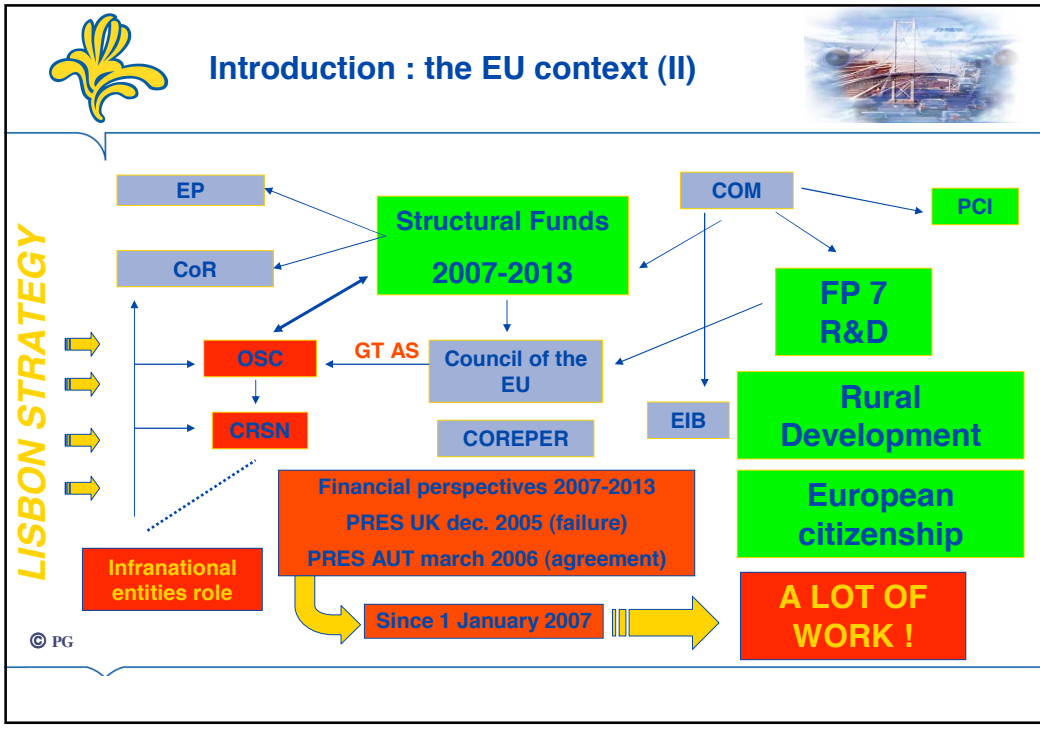 Introduction : the EU context (II)
LISBON STRATEGY
EP
CoR
Structural Funds
2007-2013
COM
PCI
FP 7
R&D
OSC
GT AS
Council of the
EU
CRSN
COREPER
EIB
Rural
Development
European
citizenship
Financial perspectives 2007-2013
PRES UK dec. 2005 (failure)
PRES AUT march 2006 (agreement)
Infranational
entities role
Since 1 January 2007
A LOT OF
WORK !
© PG